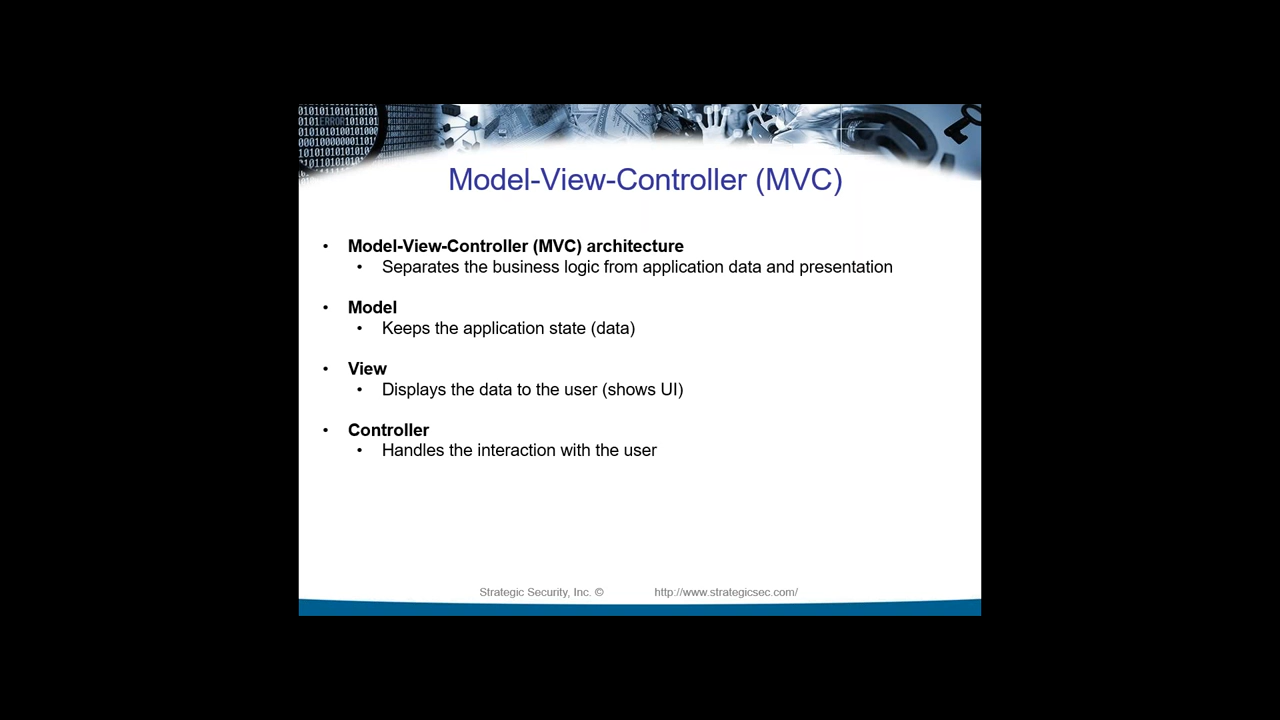 Model-View-Controller (MVC)
• Model-View-Controller (MVC) architecture
• Separates the business logic from application data and presentation
• Model
• Keeps the application state (data)
• View
• Displays the data to the user (shows UI)
• Controller
• Handles the interaction with the user
Strategic Security, Inc. © http://www.strategicsec.com/